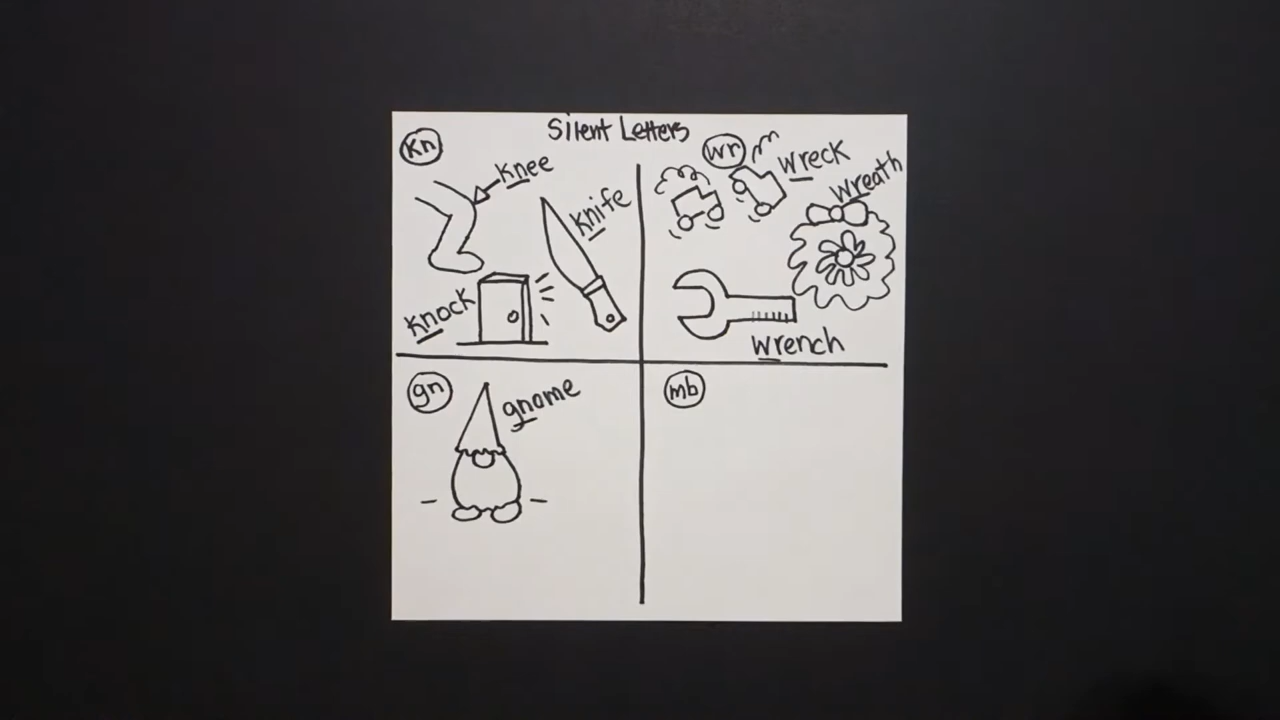 Silent Letters
kn
knee
knife
knock
wr
wreck
wreath
wrench
gn
gnome
mb